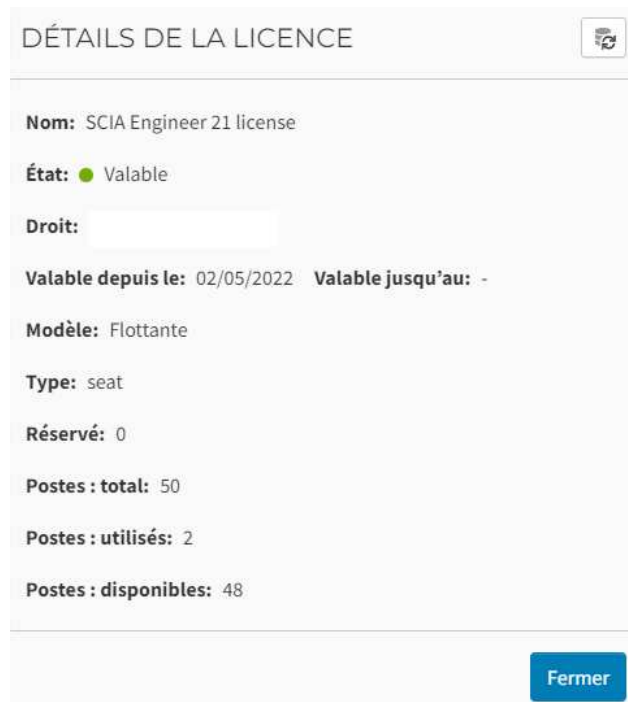 DÉTAILS DE LA LICENCE
Nom: SCIA Engineer 21 license
État: Valable
Droit:
Valable depuis le: 02/05/2022 Valable jusqu’au: -
Modèle: Flottante
Type: seat
Réservé: 0
Postes : total: 50
Postes : utilisés: 2
Postes : disponibles: 48
Fermer